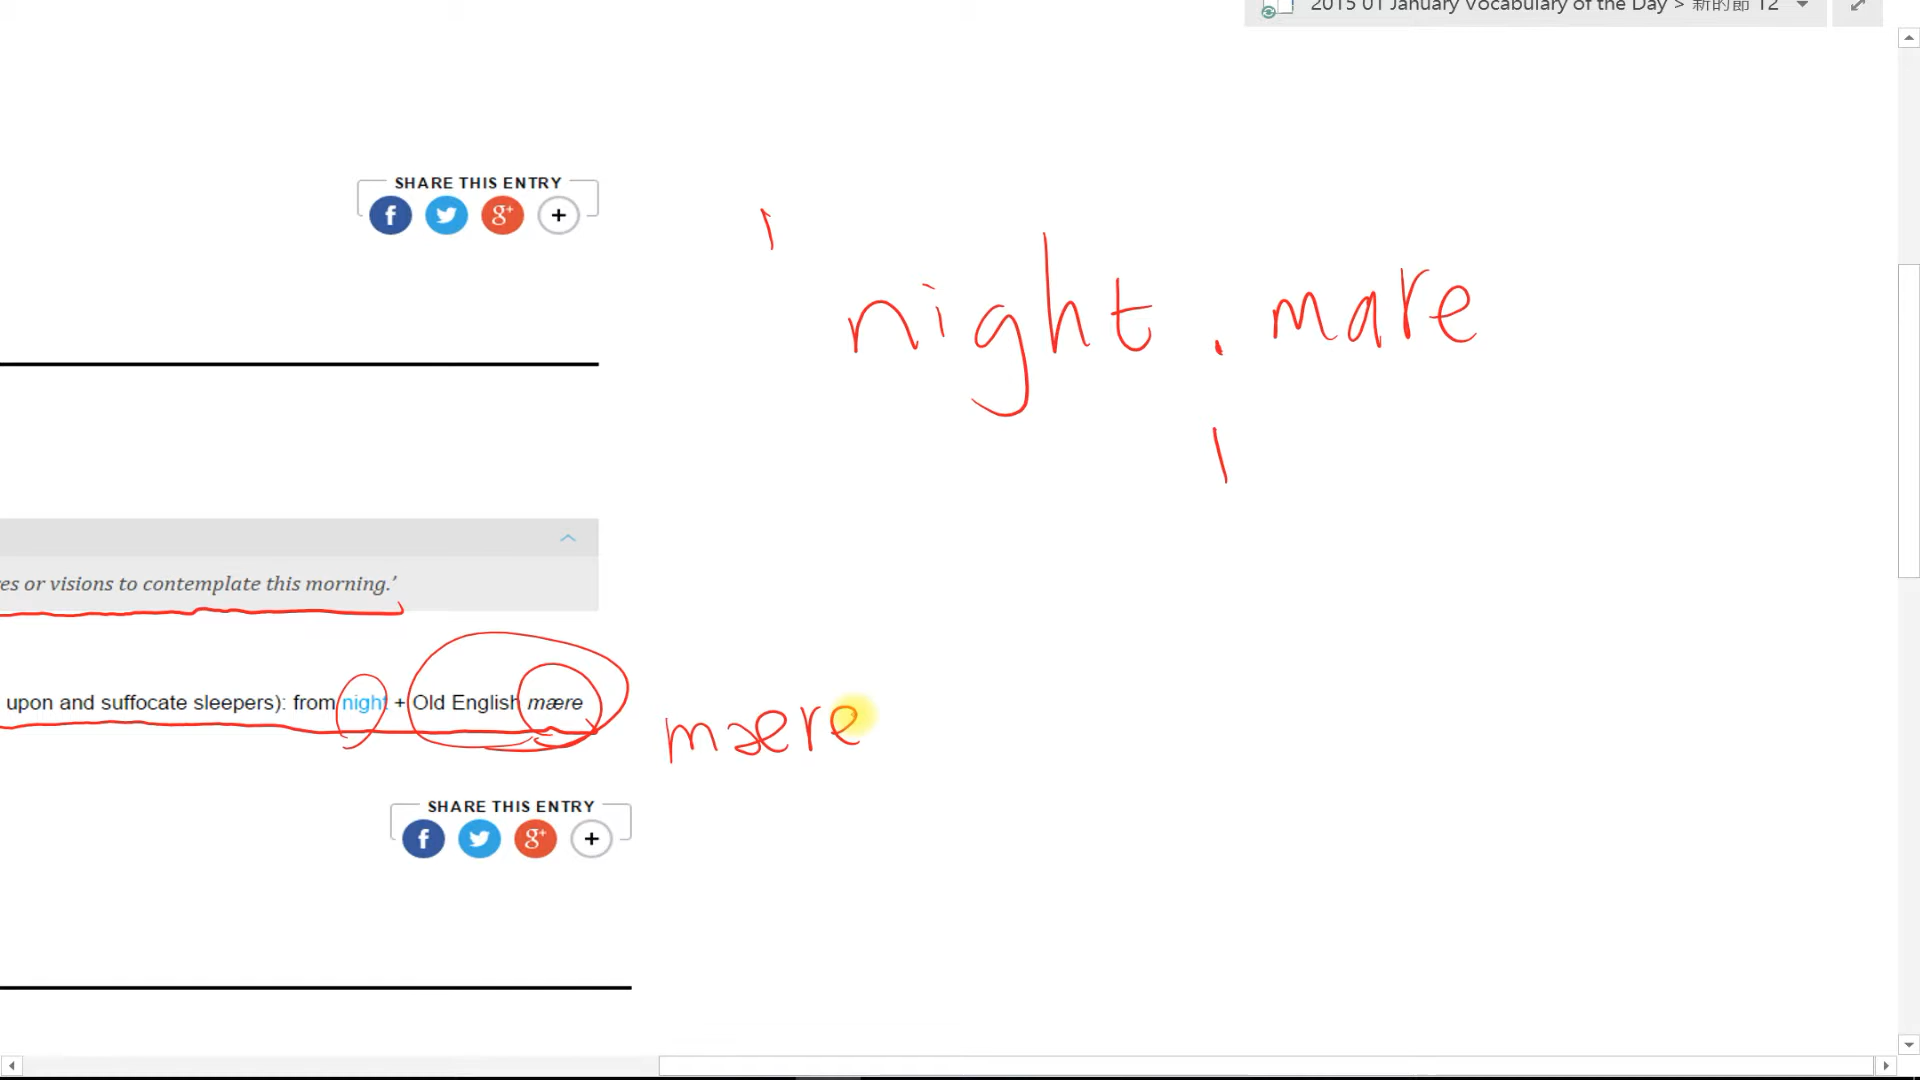 2015 01 January Vocabulary of the Day > 新的節 12
SHARE THIS ENTRY
f g+ +
night . mare
es or visions to contemplate this morning.’
upon and suffocate sleepers): from night + Old English mære
mære
SHARE THIS ENTRY
f g+ +